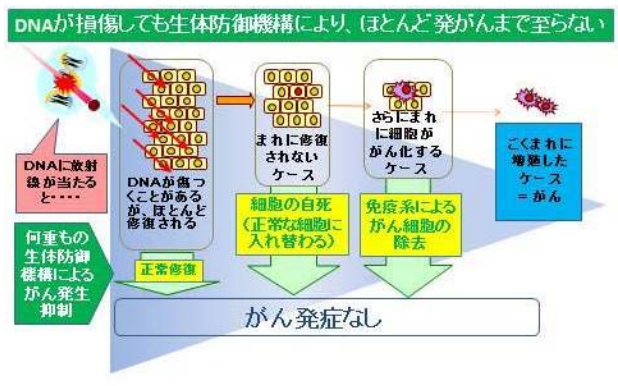 DNAが損傷しても生体防御機構により、ほとんど発がんまで至らない
DNAに放射
線が当たる
と・・・・
DNAが傷つ
くことがある
が、ほとんど
修復される
まれに修復
されない
ケース
さらにまれ
に細胞が
がん化する
ケース
ごくまれに
増殖した
ケース
=がん
何重もの
生体防御
機構による
がん発生
抑制
正常修復
細胞の自死
(正常な細胞に
入れ替わる)
免疫系による
がん細胞の
除去
がん発症なし